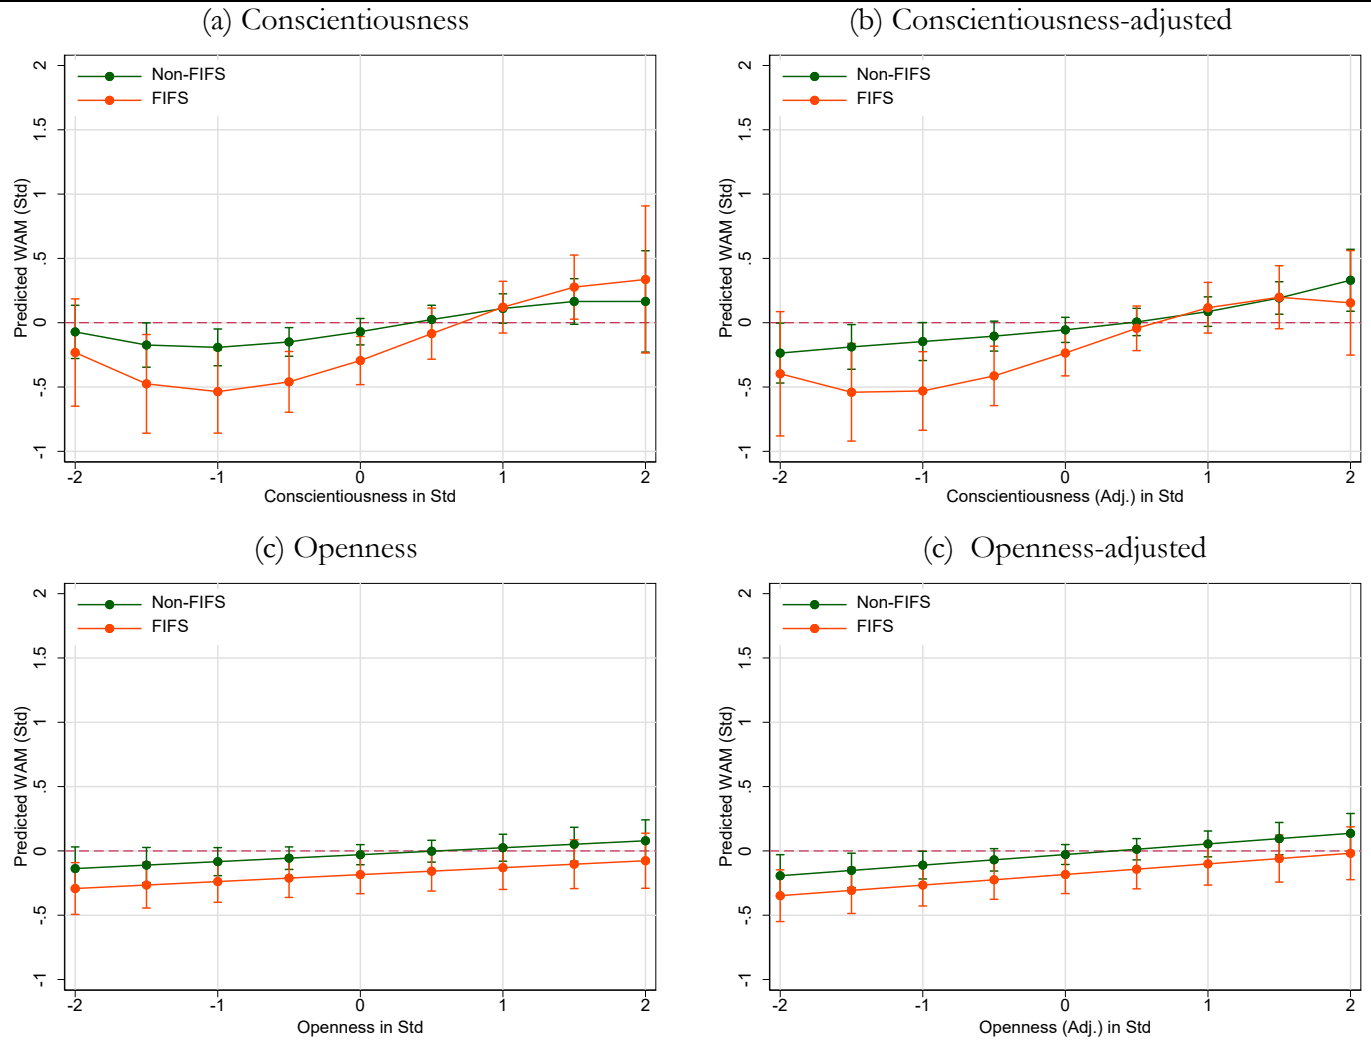 (a) Conscientiousness
Non-FIFS
FIFS
2
1.5
1
.5
0
-.5
-1
Predicted WAM (Std)
-2
-1
0
1
2
Conscientiousness in Std
(b) Conscientiousness-adjusted
Non-FIFS
FIFS
2
1.5
1
.5
0
-.5
-1
Predicted WAM (Std)
-2
-1
0
1
2
Conscientiousness (Adj.) in Std
(c) Openness
Non-FIFS
FIFS
2
1.5
1
.5
0
-.5
-1
Predicted WAM (Std)
-2
-1
0
1
2
Openness in Std
(c) Openness-adjusted
Non-FIFS
FIFS
2
1.5
1
.5
0
-.5
-1
Predicted WAM (Std)
-2
-1
0
1
2
Openness (Adj.) in Std